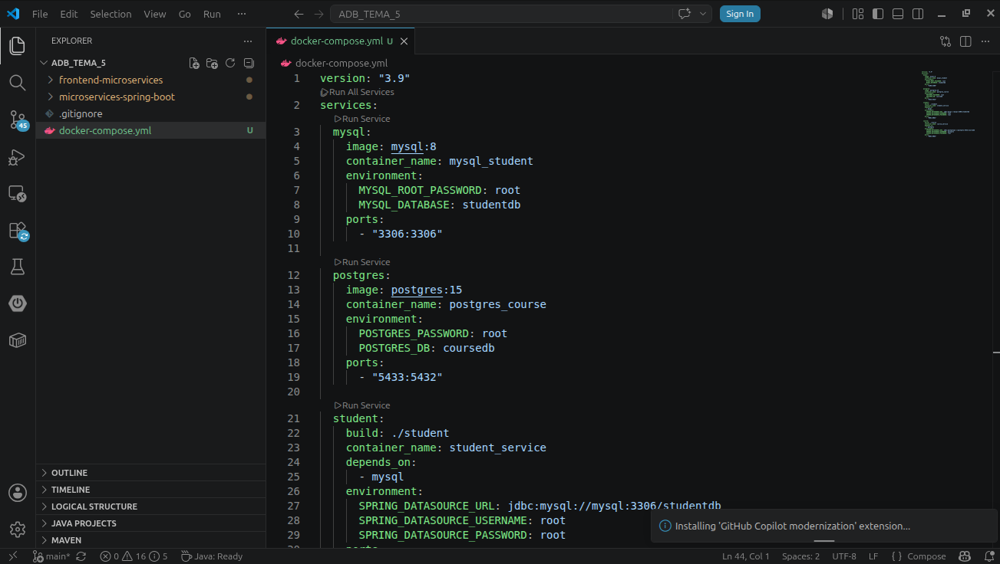 File Edit Selection View Go Run ··· ADB_TEMA_5 Sign In
EXPLORER ···
ADB_TEMA_5
frontend-microservices
microservices-spring-boot
.gitignore
docker-compose.yml U
45
OUTLINE
TIMELINE
LOGICAL STRUCTURE
JAVA PROJECTS
MAVEN
docker-compose.yml U
docker-compose.yml
1 version: "3.9"
Run All Services
2 services:
Run Service
3 mysql:
4 image: mysql:8
5 container_name: mysql_student
6 environment:
7 MYSQL_ROOT_PASSWORD: root
8 MYSQL_DATABASE: studentdb
9 ports:
10 - "3306:3306"
11
Run Service
12 postgres:
13 image: postgres:15
14 container_name: postgres_course
15 environment:
16 POSTGRES_PASSWORD: root
17 POSTGRES_DB: coursedb
18 ports:
19 - "5433:5432"
20
Run Service
21 student:
22 build: ./student
23 container_name: student_service
24 depends_on:
25 - mysql
26 environment:
27 SPRING_DATASOURCE_URL: jdbc:mysql://mysql:3306/studentdb
28 SPRING_DATASOURCE_USERNAME: root
29 SPRING_DATASOURCE_PASSWORD: root
Installing 'GitHub Copilot modernization' extension...
main* 0 16 5 Java: Ready Ln 44, Col 1 Spaces: 2 UTF-8 LF { } Compose